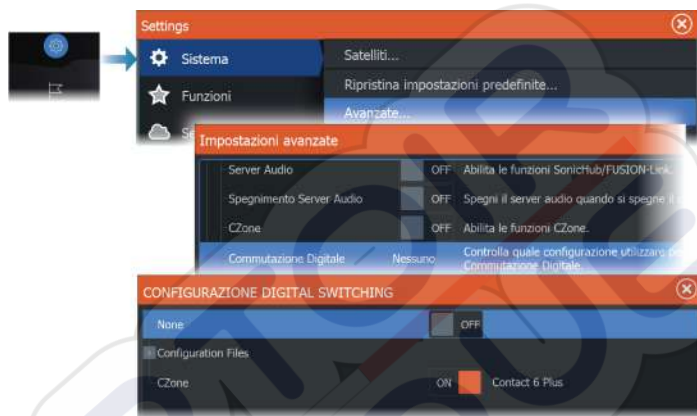 Settings
Sistema
Satelliti...
Funzioni
Ripristina impostazioni predefinite...
Avanzate...
Impostazioni avanzate
Server Audio OFF Abilita le funzioni SonicHub/FUSION-Link.
Spegnimento Server Audio OFF Spegni il server audio quando si spegne il
CZone OFF Abilita le funzioni CZone.
Commutazione Digitale Nessuno Controlla quale configurazione utilizzare
Commutazione Digitale.
CONFIGURAZIONE DIGITAL SWITCHING
None OFF
Configuration Files
CZone ON Contact 6 Plus